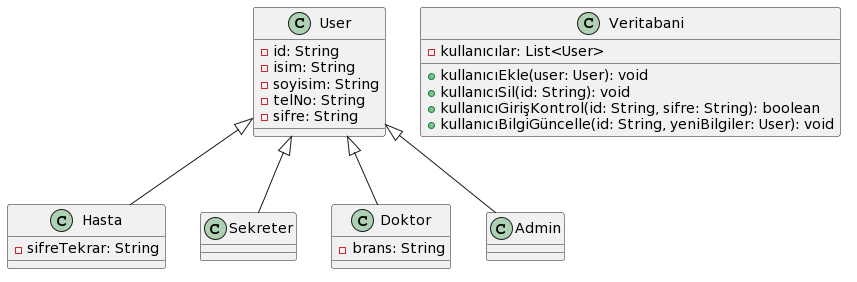 C User
id: String
isim: String
soyisim: String
telNo: String
sifre: String
C Veritabani
kullanıcılar: List<User>
kullanıcıEkle(user: User): void
kullanıcıSil(id: String): void
kullanıcıGirişKontrol(id: String, sifre: String): boolean
kullanıcıBilgiGüncelle(id: String, yeniBilgiler: User): void
C Hasta
sifreTekrar: String
C Sekreter
C Doktor
brans: String
C Admin